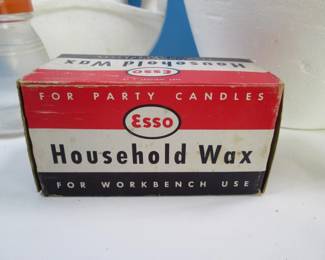 Household Wax
Esso
FOR PARTY CANDLES
Esso
Household Wax
FOR WORKBENCH USE